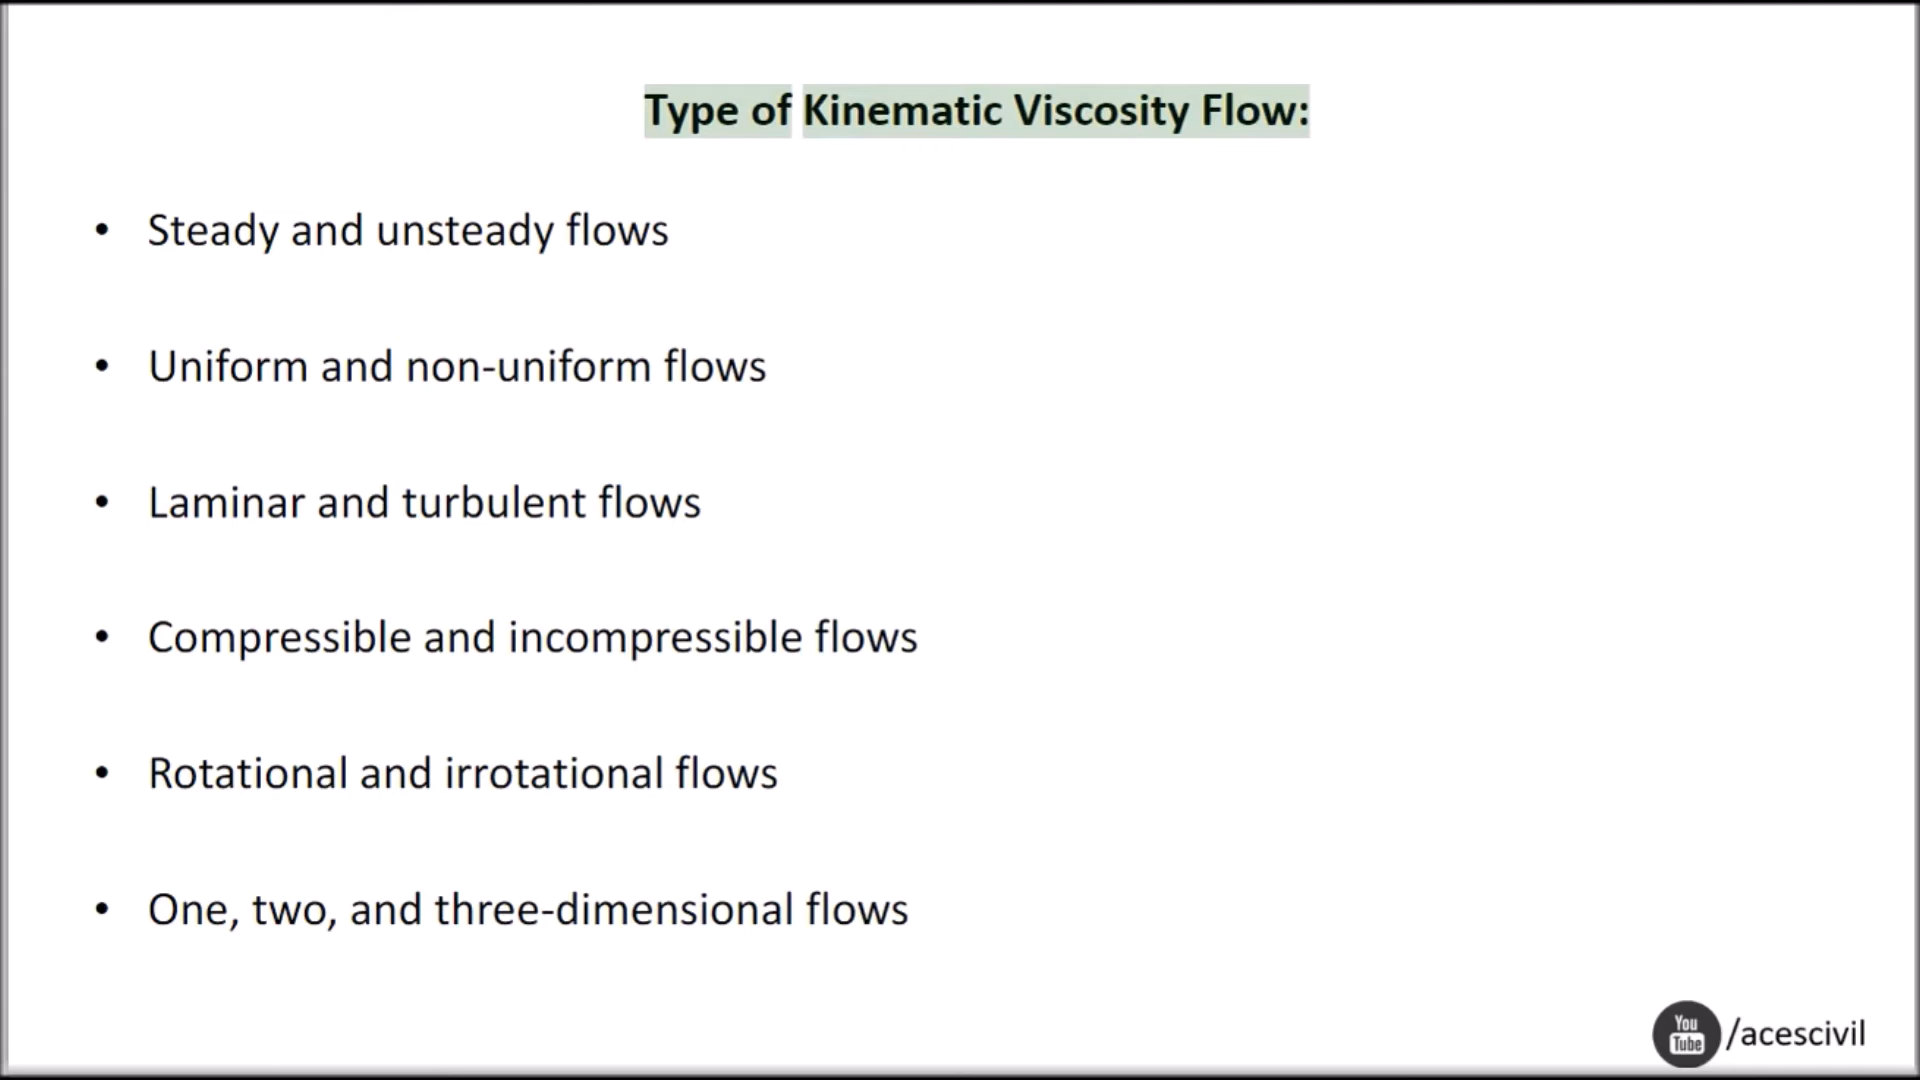 Type of Kinematic Viscosity Flow:
• Steady and unsteady flows
• Uniform and non-uniform flows
• Laminar and turbulent flows
• Compressible and incompressible flows
• Rotational and irrotational flows
• One, two, and three-dimensional flows
You
Tube /acescivil